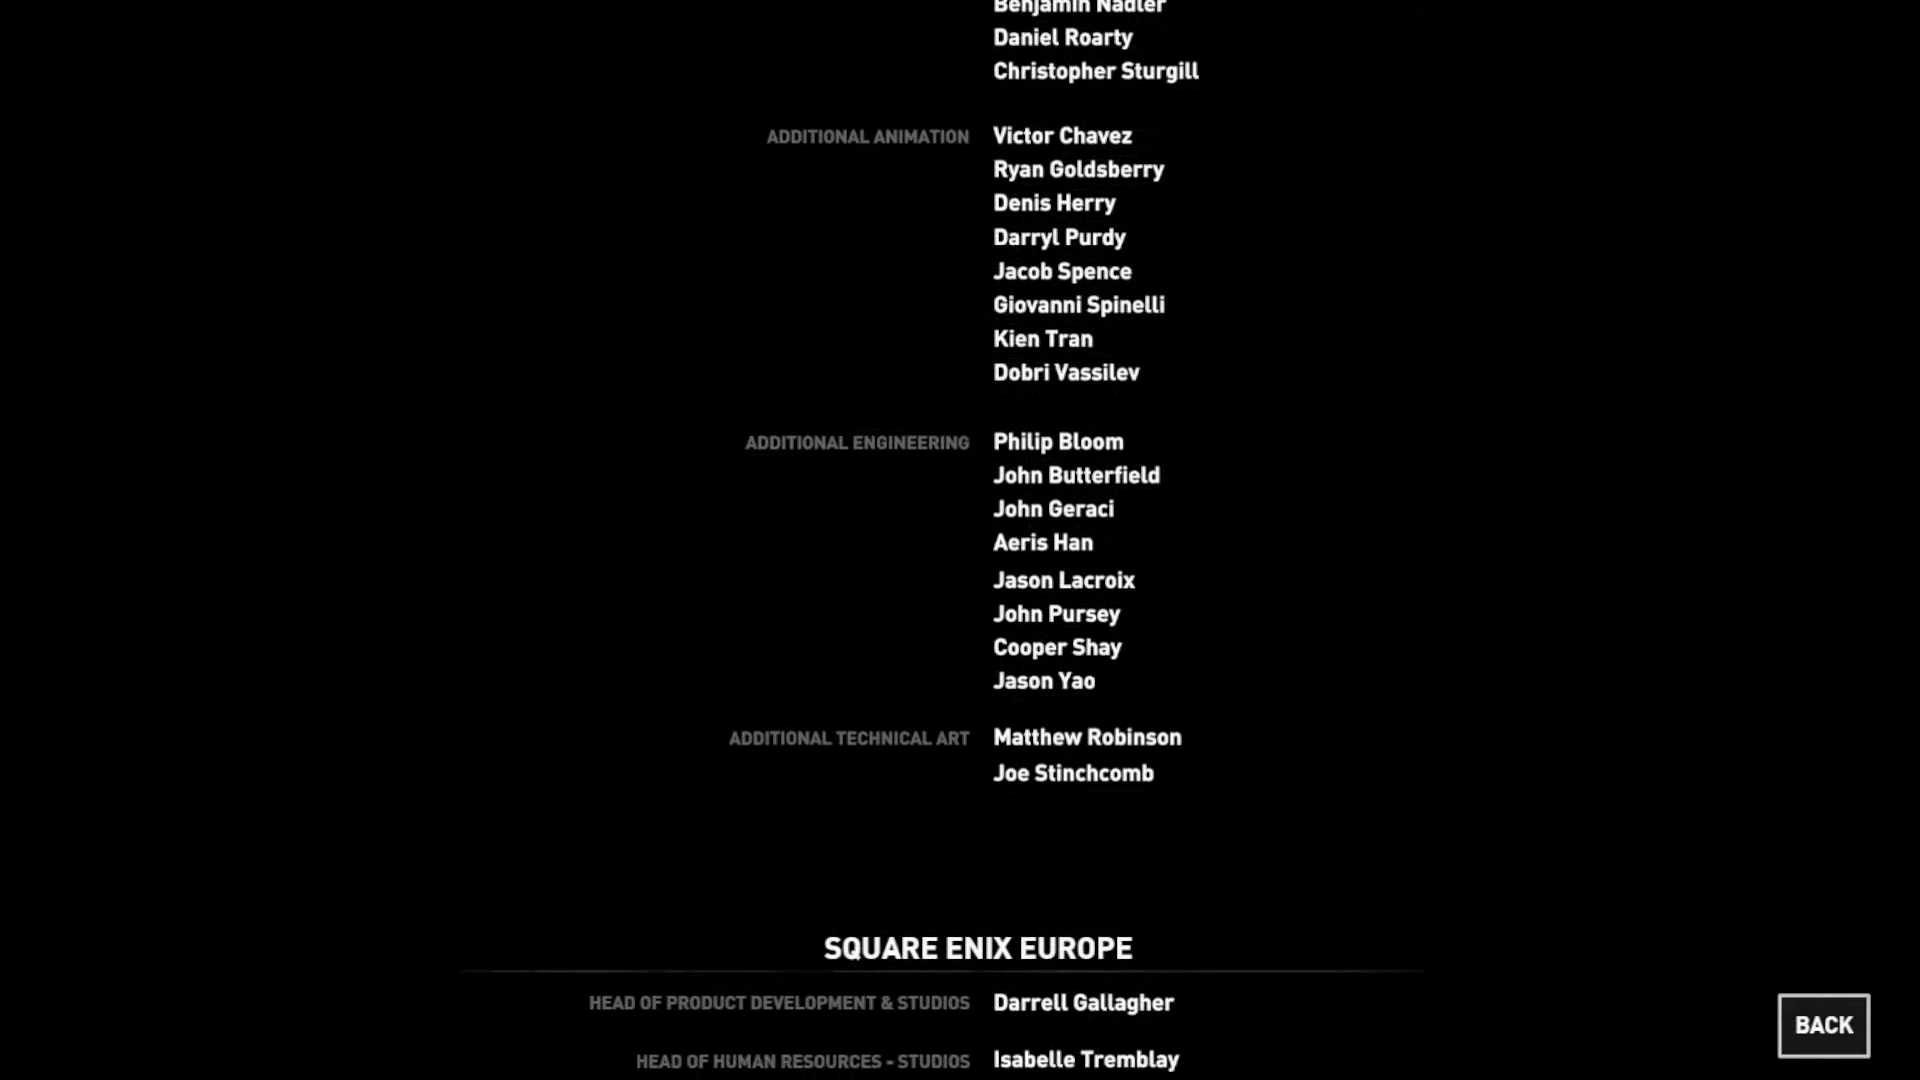 Benjamin Nadler
Daniel Roarty
Christopher Sturgill
ADDITIONAL ANIMATION Victor Chavez
Ryan Goldsberry
Denis Herry
Darryl Purdy
Jacob Spence
Giovanni Spinelli
Kien Tran
Dobri Vassilev
ADDITIONAL ENGINEERING Philip Bloom
John Butterfield
John Geraci
Aeris Han
Jason Lacroix
John Pursey
Cooper Shay
Jason Yao
ADDITIONAL TECHNICAL ART Matthew Robinson
Joe Stinchcomb
SQUARE ENIX EUROPE
HEAD OF PRODUCT DEVELOPMENT & STUDIOS Darrell Gallagher
HEAD OF HUMAN RESOURCES - STUDIOS Isabelle Tremblay
BACK